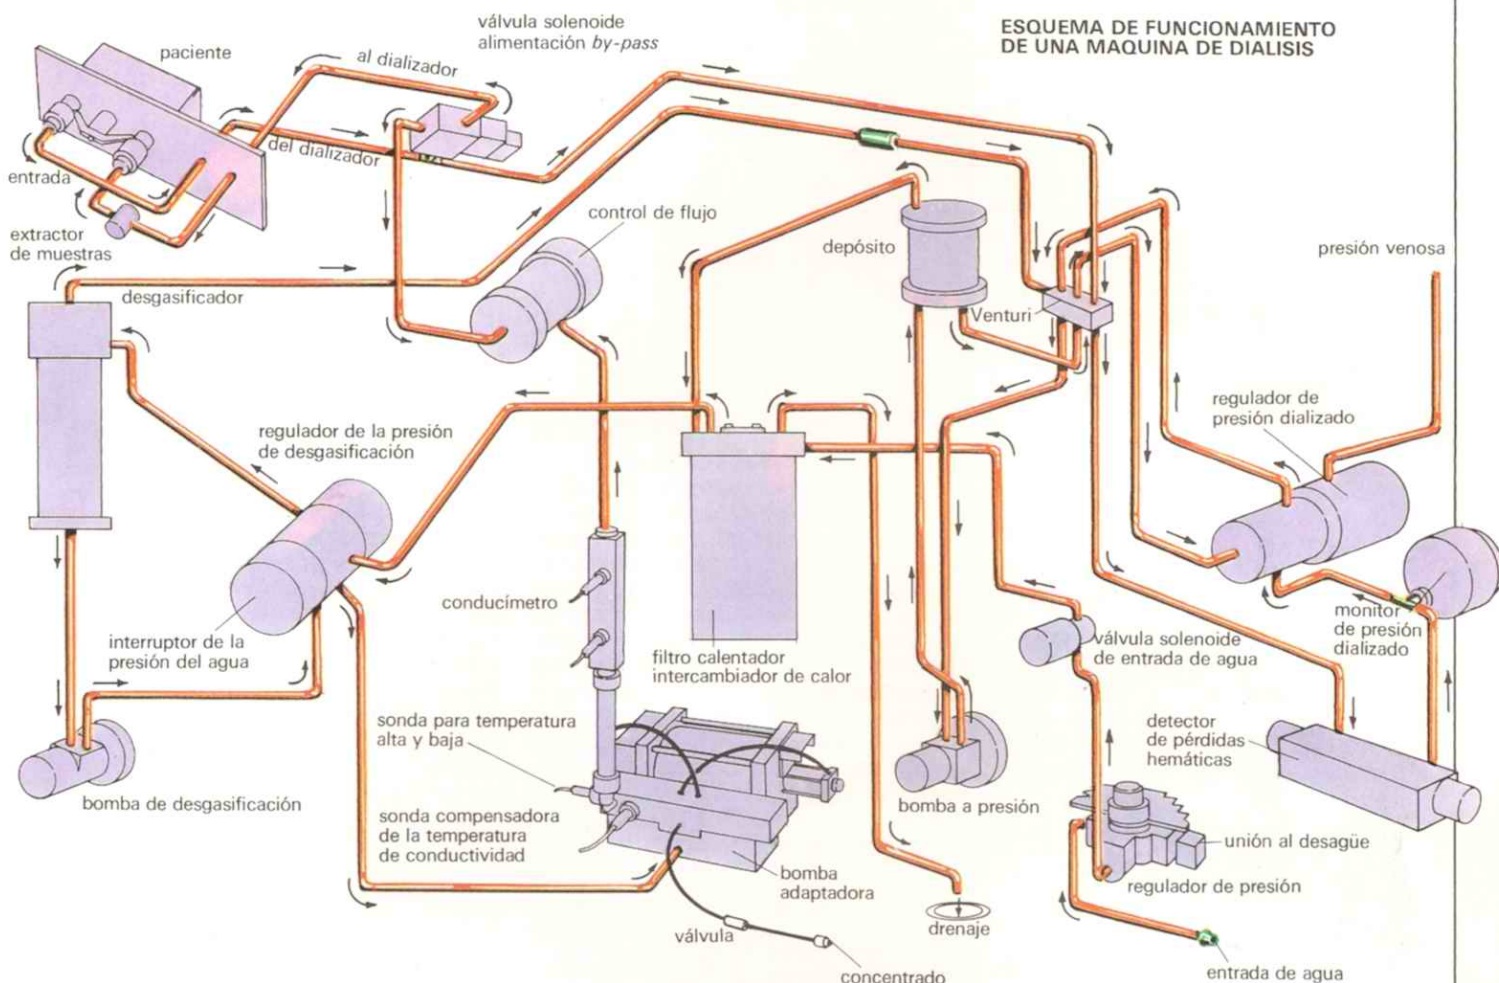 ESQUEMA DE FUNCIONAMIENTO
DE UNA MAQUINA DE DIALISIS
válvula solenoide
alimentación by-pass
paciente
al dializador
del dializador
entrada
extractor
de muestras
control de flujo
depósito
presión venosa
desgasificador
Venturi
regulador de
presión dializado
regulador de la presión
de desgasificación
conducímetro
interruptor de la
presión del agua
filtro calentador
intercambiador de calor
válvula solenoide
de entrada de agua
monitor
de presión
dializado
sonda para temperatura
alta y baja
detector
de pérdidas
hemáticas
bomba de desgasificación
bomba a presión
sonda compensadora
de la temperatura
de conductividad
unión al desagüe
bomba
adaptadora
regulador de presión
válvula
drenaje
concentrado
entrada de agua